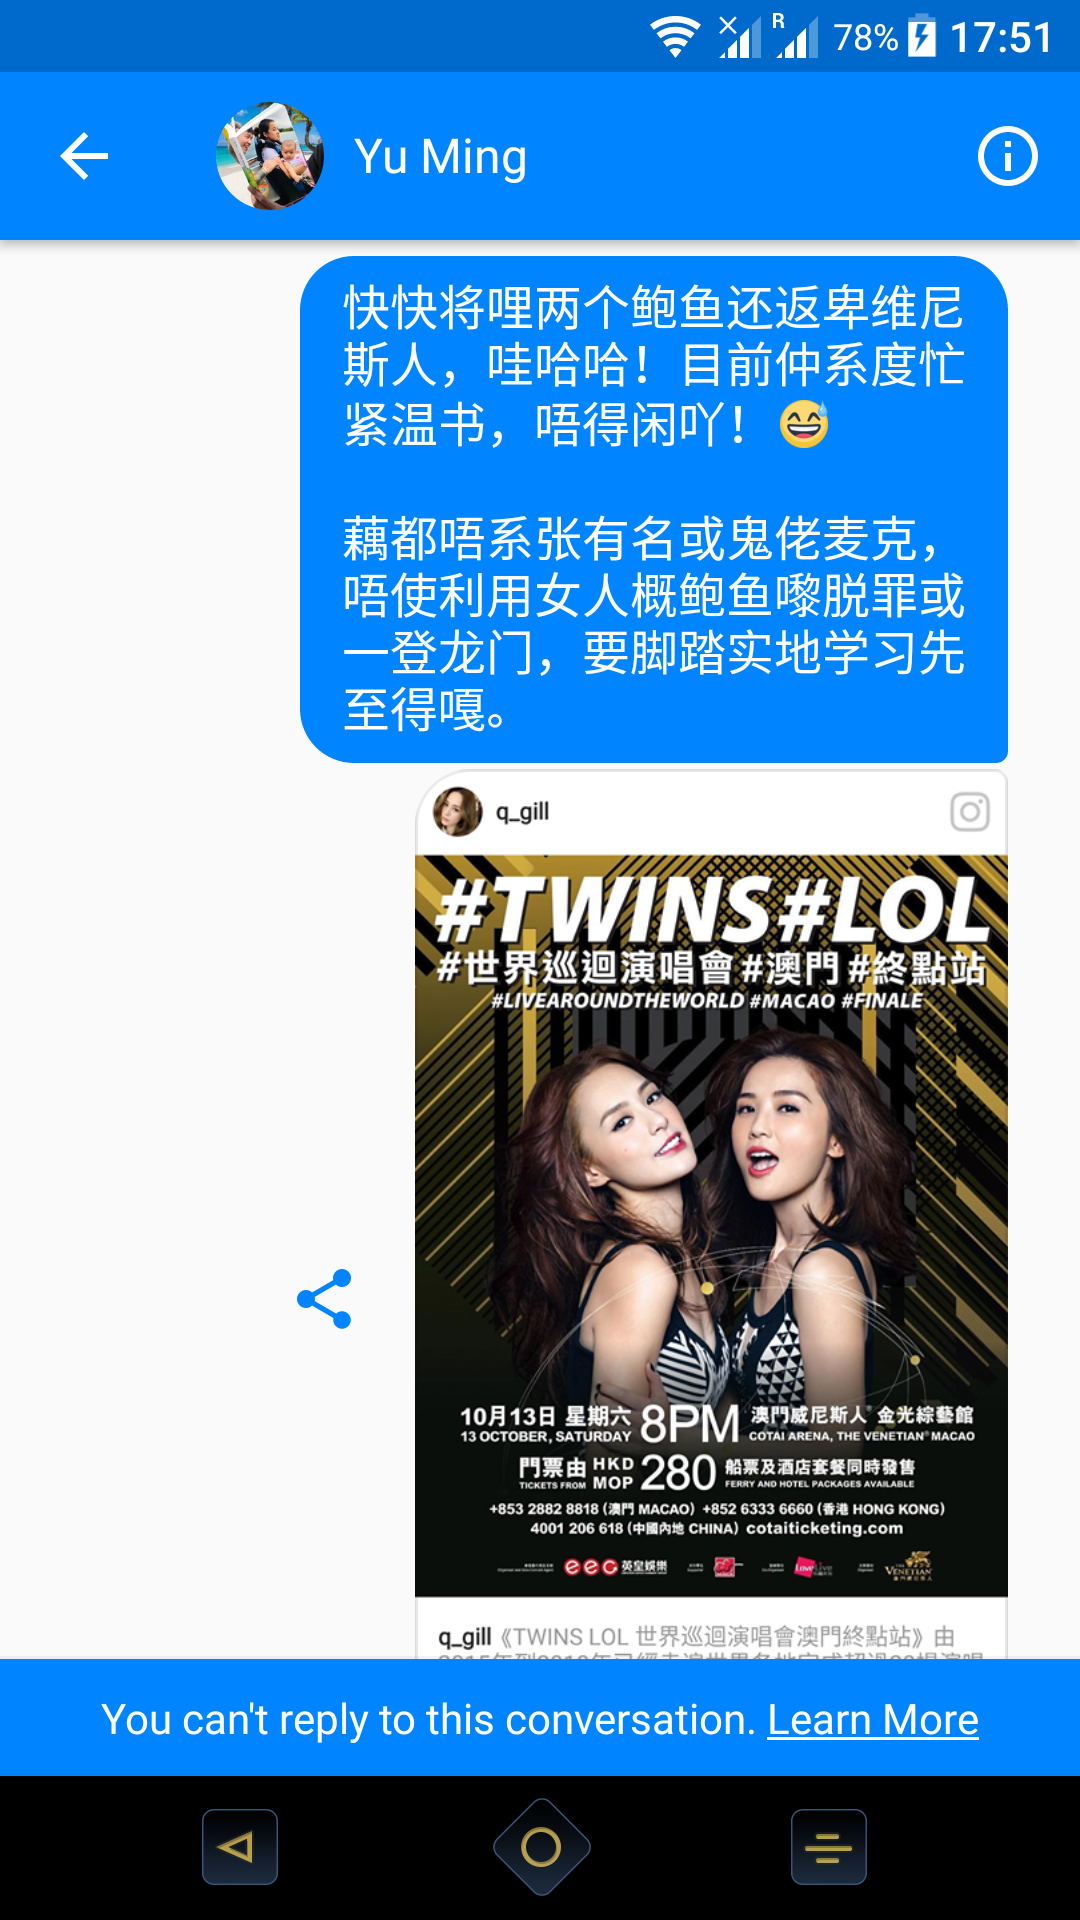 R 78% 17:51
Yu Ming
快快将哩两个鲍鱼还返卑维尼
斯人，哇哈哈！目前仲系度忙
紧温书，唔得闲吖！😅
藕都唔系张有名或鬼佬麦克，
唔使利用女人概鲍鱼嚟脱罪或
一登龙门，要脚踏实地学习先
至得嘎。
q_gill
#TWINS#LOL
#世界巡迴演唱會#澳門#終點站
#LIVEAROUNDTHEWORLD #MACAO #FINALE
10月13日 星期六 8PM 澳門威尼斯人® 金光綜藝館
13 OCTOBER, SATURDAY COTAI ARENA, THE VENETIAN® MACAO
門票由 HKD MOP 280 船票及酒店套餐同時發售
TICKETS FROM FERRY AND HOTEL PACKAGES AVAILABLE
+853 2882 8818 (澳門 MACAO) +852 6333 6660 (香港 HONG KONG)
4001 206 618 (中國內地 CHINA) cotaiticketing.com
eec 英皇娛樂 VENETIAN
q_gill《TWINS LOL 世界巡迴演唱會澳門終點站》由
You can't reply to this conversation. Learn More